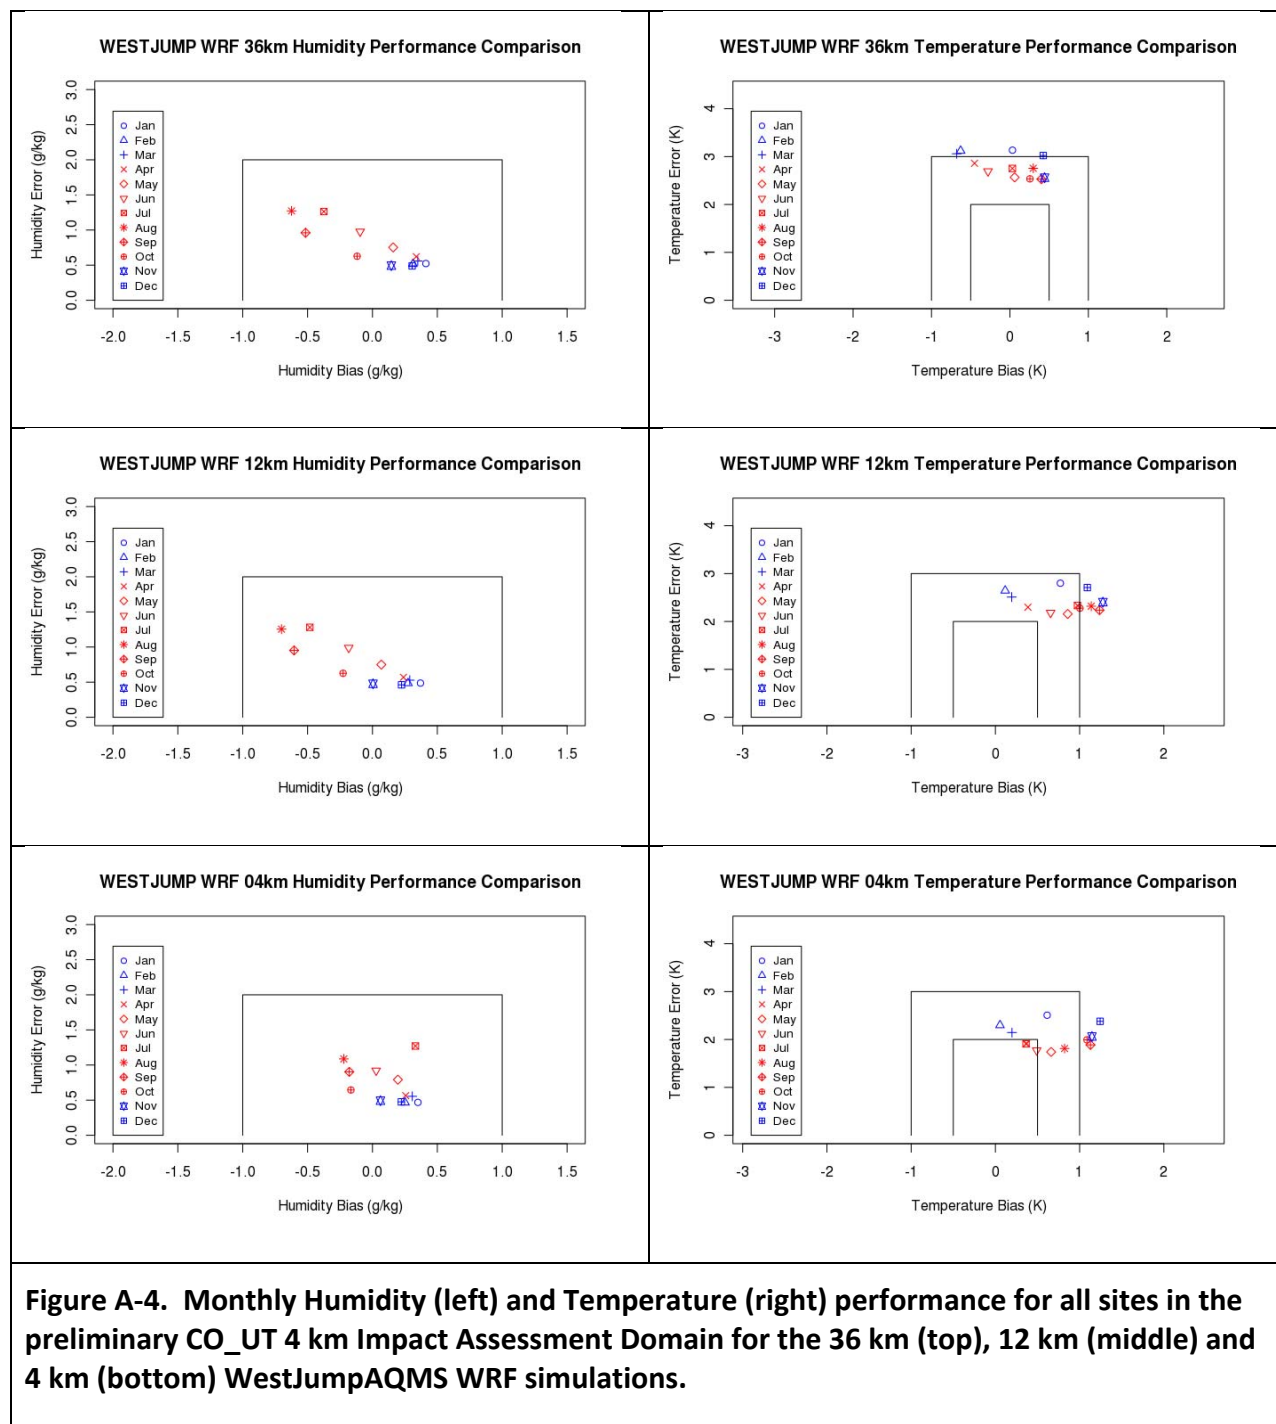 WESTJUMP WRF 36km Humidity Performance Comparison
Humidity Error (g/kg)
0.0 0.5 1.0 1.5 2.0 2.5 3.0
Jan
Feb
Mar
Apr
May
Jun
Jul
Aug
Sep
Oct
Nov
Dec
-2.0 -1.5 -1.0 -0.5 0.0 0.5 1.0 1.5
Humidity Bias (g/kg)
WESTJUMP WRF 36km Temperature Performance Comparison
Temperature Error (K)
0 1 2 3 4
Jan
Feb
Mar
Apr
May
Jun
Jul
Aug
Sep
Oct
Nov
Dec
-3 -2 -1 0 1 2
Temperature Bias (K)
WESTJUMP WRF 12km Humidity Performance Comparison
Humidity Error (g/kg)
0.0 0.5 1.0 1.5 2.0 2.5 3.0
Jan
Feb
Mar
Apr
May
Jun
Jul
Aug
Sep
Oct
Nov
Dec
-2.0 -1.5 -1.0 -0.5 0.0 0.5 1.0 1.5
Humidity Bias (g/kg)
WESTJUMP WRF 12km Temperature Performance Comparison
Temperature Error (K)
0 1 2 3 4
Jan
Feb
Mar
Apr
May
Jun
Jul
Aug
Sep
Oct
Nov
Dec
-3 -2 -1 0 1 2
Temperature Bias (K)
WESTJUMP WRF 04km Humidity Performance Comparison
Humidity Error (g/kg)
0.0 0.5 1.0 1.5 2.0 2.5 3.0
Jan
Feb
Mar
Apr
May
Jun
Jul
Aug
Sep
Oct
Nov
Dec
-2.0 -1.5 -1.0 -0.5 0.0 0.5 1.0 1.5
Humidity Bias (g/kg)
WESTJUMP WRF 04km Temperature Performance Comparison
Temperature Error (K)
0 1 2 3 4
Jan
Feb
Mar
Apr
May
Jun
Jul
Aug
Sep
Oct
Nov
Dec
-3 -2 -1 0 1 2
Temperature Bias (K)
Figure A-4. Monthly Humidity (left) and Temperature (right) performance for all sites in the
preliminary CO_UT 4 km Impact Assessment Domain for the 36 km (top), 12 km (middle) and
4 km (bottom) WestJumpAQMS WRF simulations.